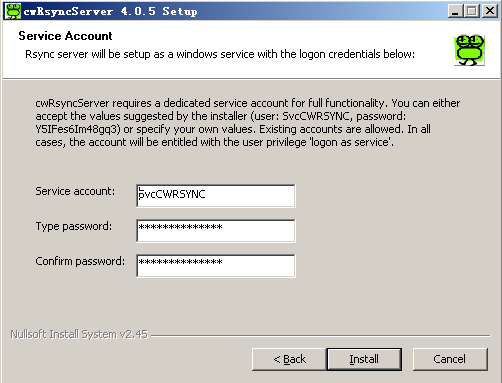 cwRsyncServer 4.0.5 Setup
Service Account
Rsync server will be setup as a windows service with the logon credentials below:
cwRsyncServer requires a dedicated service account for full functionality. You can either
accept the values suggested by the installer (user: SvcCWRSYNC, password:
Y5IFes6Im48gq3) or specify your own values. Existing accounts are allowed. In all
cases, the account will be entitled with the user privilege 'logon as service'.
Service account: SvcCWRSYNC
Type password: **************
Confirm password: **************
Nullsoft Install System v2.45
< Back Install Cancel